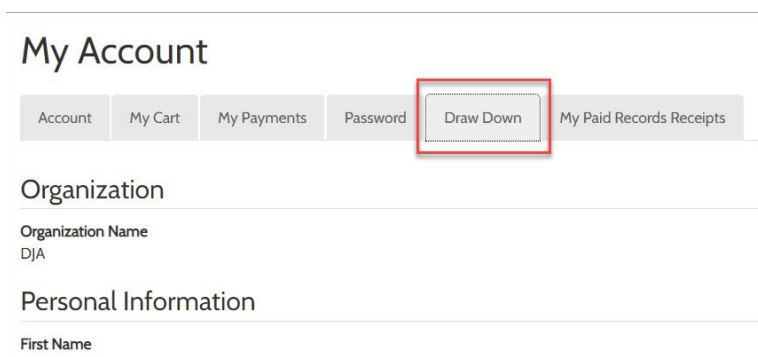 My Account
Account My Cart My Payments Password Draw Down My Paid Records Receipts
Organization
Organization Name
DJA
Personal Information
First Name